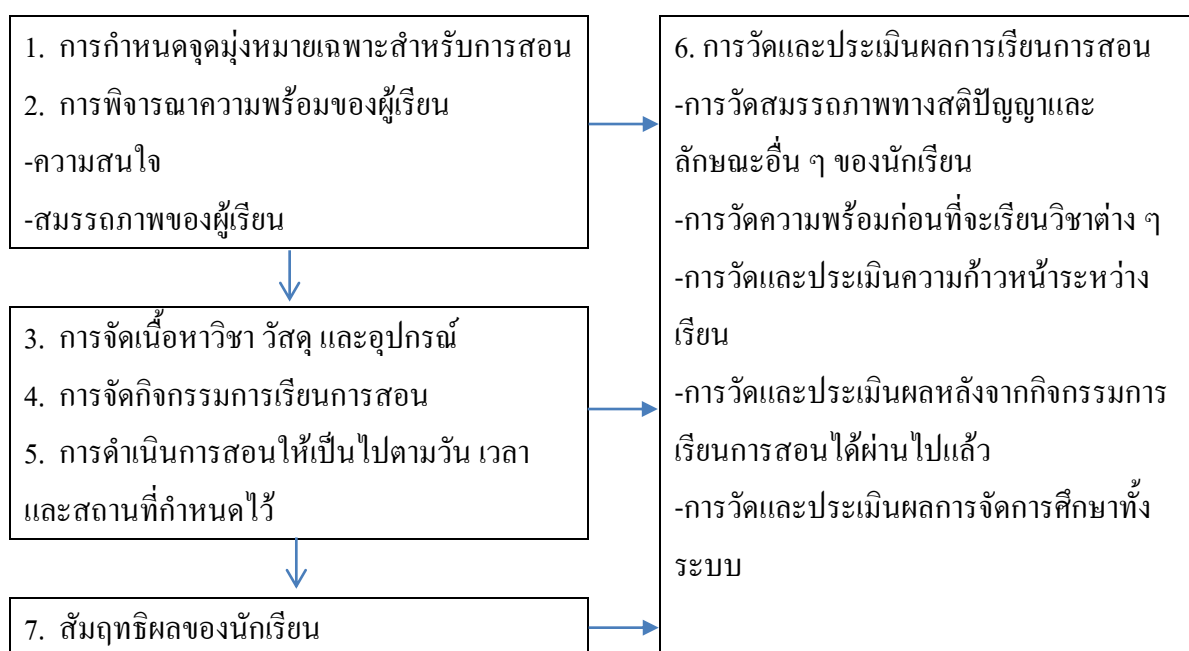 1. การกำหนดจุดมุ่งหมายเฉพาะสำหรับการสอน
2. การพิจารณาความพร้อมของผู้เรียน
-ความสนใจ
-สมรรถภาพของผู้เรียน
3. การจัดเนื้อหาวิชา วัสดุ และอุปกรณ์
4. การจัดกิจกรรมการเรียนการสอน
5. การดำเนินการสอนให้เป็นไปตามวัน เวลา
และสถานที่กำหนดไว้
7. สัมฤทธิผลของนักเรียน
6. การวัดและประเมินผลการเรียนการสอน
-การวัดสมรรถภาพทางสติปัญญาและ
ลักษณะอื่น ๆ ของนักเรียน
-การวัดความพร้อมก่อนที่จะเรียนวิชาต่าง ๆ
-การวัดและประเมินความก้าวหน้าระหว่าง
เรียน
-การวัดและประเมินผลหลังจากกิจกรรมการ
เรียนการสอนได้ผ่านไปแล้ว
-การวัดและประเมินผลการจัดการศึกษาทั้ง
ระบบ